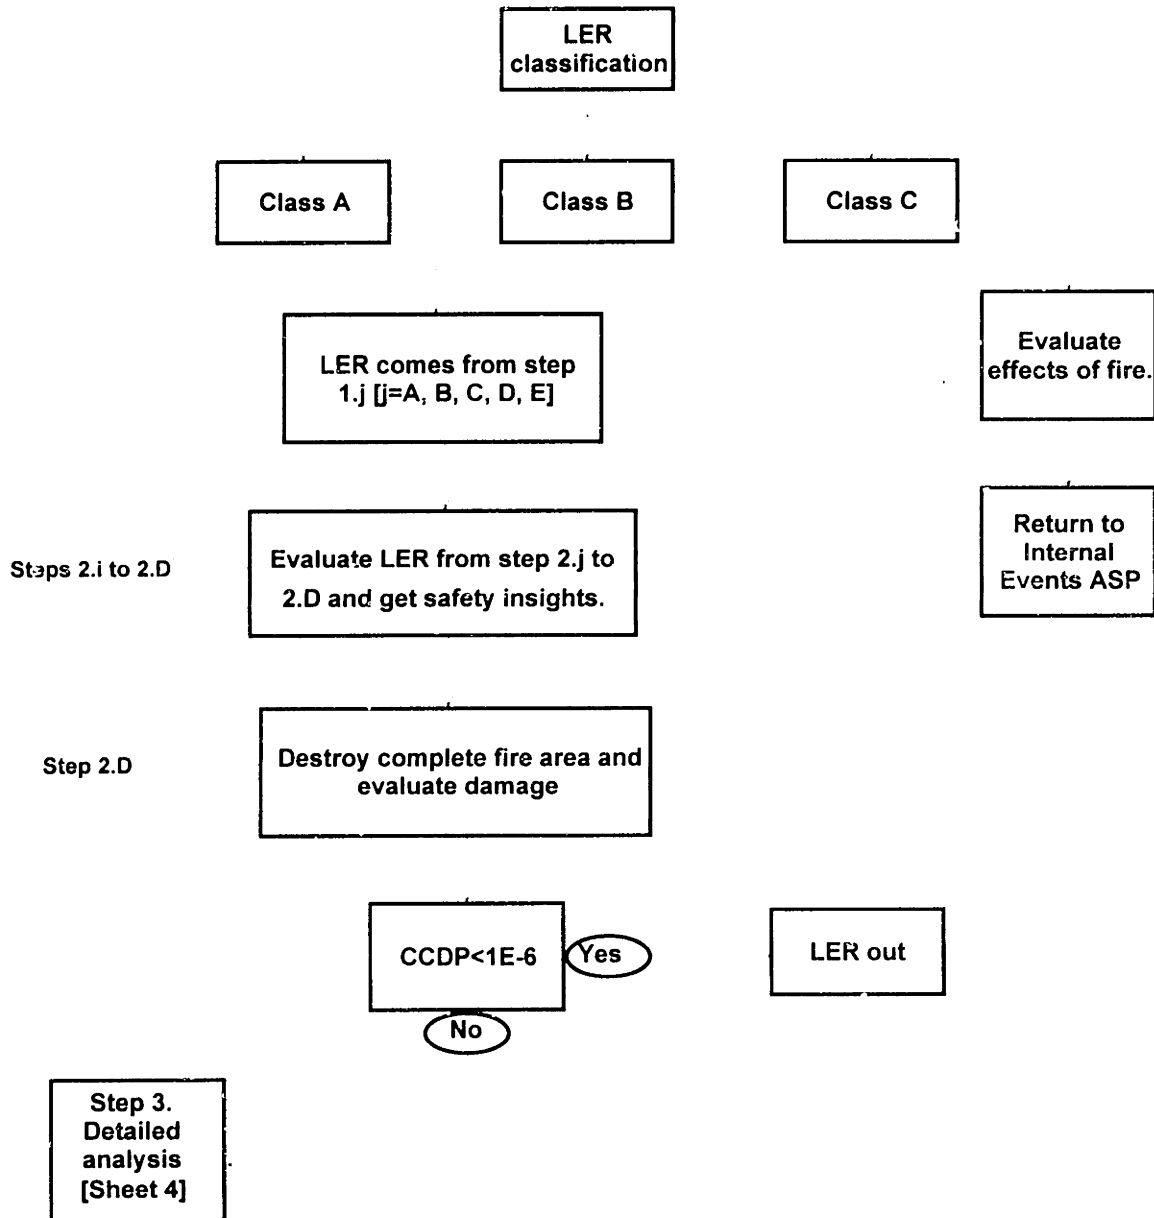 LER
classification
Class A
Class B
Class C
LER comes from step
1.j [j=A, B, C, D, E]
Evaluate
effects of fire.
Steps 2.i to 2.D
Evaluate LER from step 2.j to
2.D and get safety insights.
Return to
Internal
Events ASP
Step 2.D
Destroy complete fire area and
evaluate damage
CCDP<1E-6
Yes
LER out
No
Step 3.
Detailed
analysis
[Sheet 4]